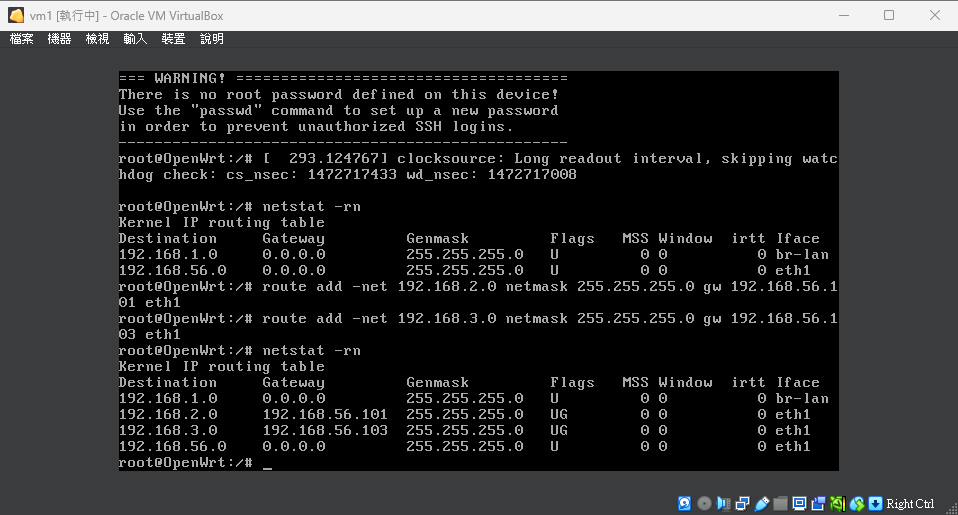 vm1 [執行中] - Oracle VM VirtualBox
檔案 機器 檢視 輸入 裝置 說明
=== WARNING! =====================================
There is no root password defined on this device!
Use the "passwd" command to set up a new password
in order to prevent unauthorized SSH logins.
--------------------------------------------------
root@OpenWrt:/# [  293.124767] clocksource: Long readout interval, skipping watc
hdog check: cs_nsec: 1472717433 wd_nsec: 1472717008
root@OpenWrt:/# netstat -rn
Kernel IP routing table
Destination     Gateway         Genmask         Flags   MSS Window  irtt Iface
192.168.1.0     0.0.0.0         255.255.255.0   U         0 0          0 br-lan
192.168.56.0    0.0.0.0         255.255.255.0   U         0 0          0 eth1
root@OpenWrt:/# route add -net 192.168.2.0 netmask 255.255.255.0 gw 192.168.56.1
01 eth1
root@OpenWrt:/# route add -net 192.168.3.0 netmask 255.255.255.0 gw 192.168.56.1
03 eth1
root@OpenWrt:/# netstat -rn
Kernel IP routing table
Destination     Gateway         Genmask         Flags   MSS Window  irtt Iface
192.168.1.0     0.0.0.0         255.255.255.0   U         0 0          0 br-lan
192.168.2.0     192.168.56.101  255.255.255.0   UG        0 0          0 eth1
192.168.3.0     192.168.56.103  255.255.255.0   UG        0 0          0 eth1
192.168.56.0    0.0.0.0         255.255.255.0   U         0 0          0 eth1
root@OpenWrt:/# _
Right Ctrl